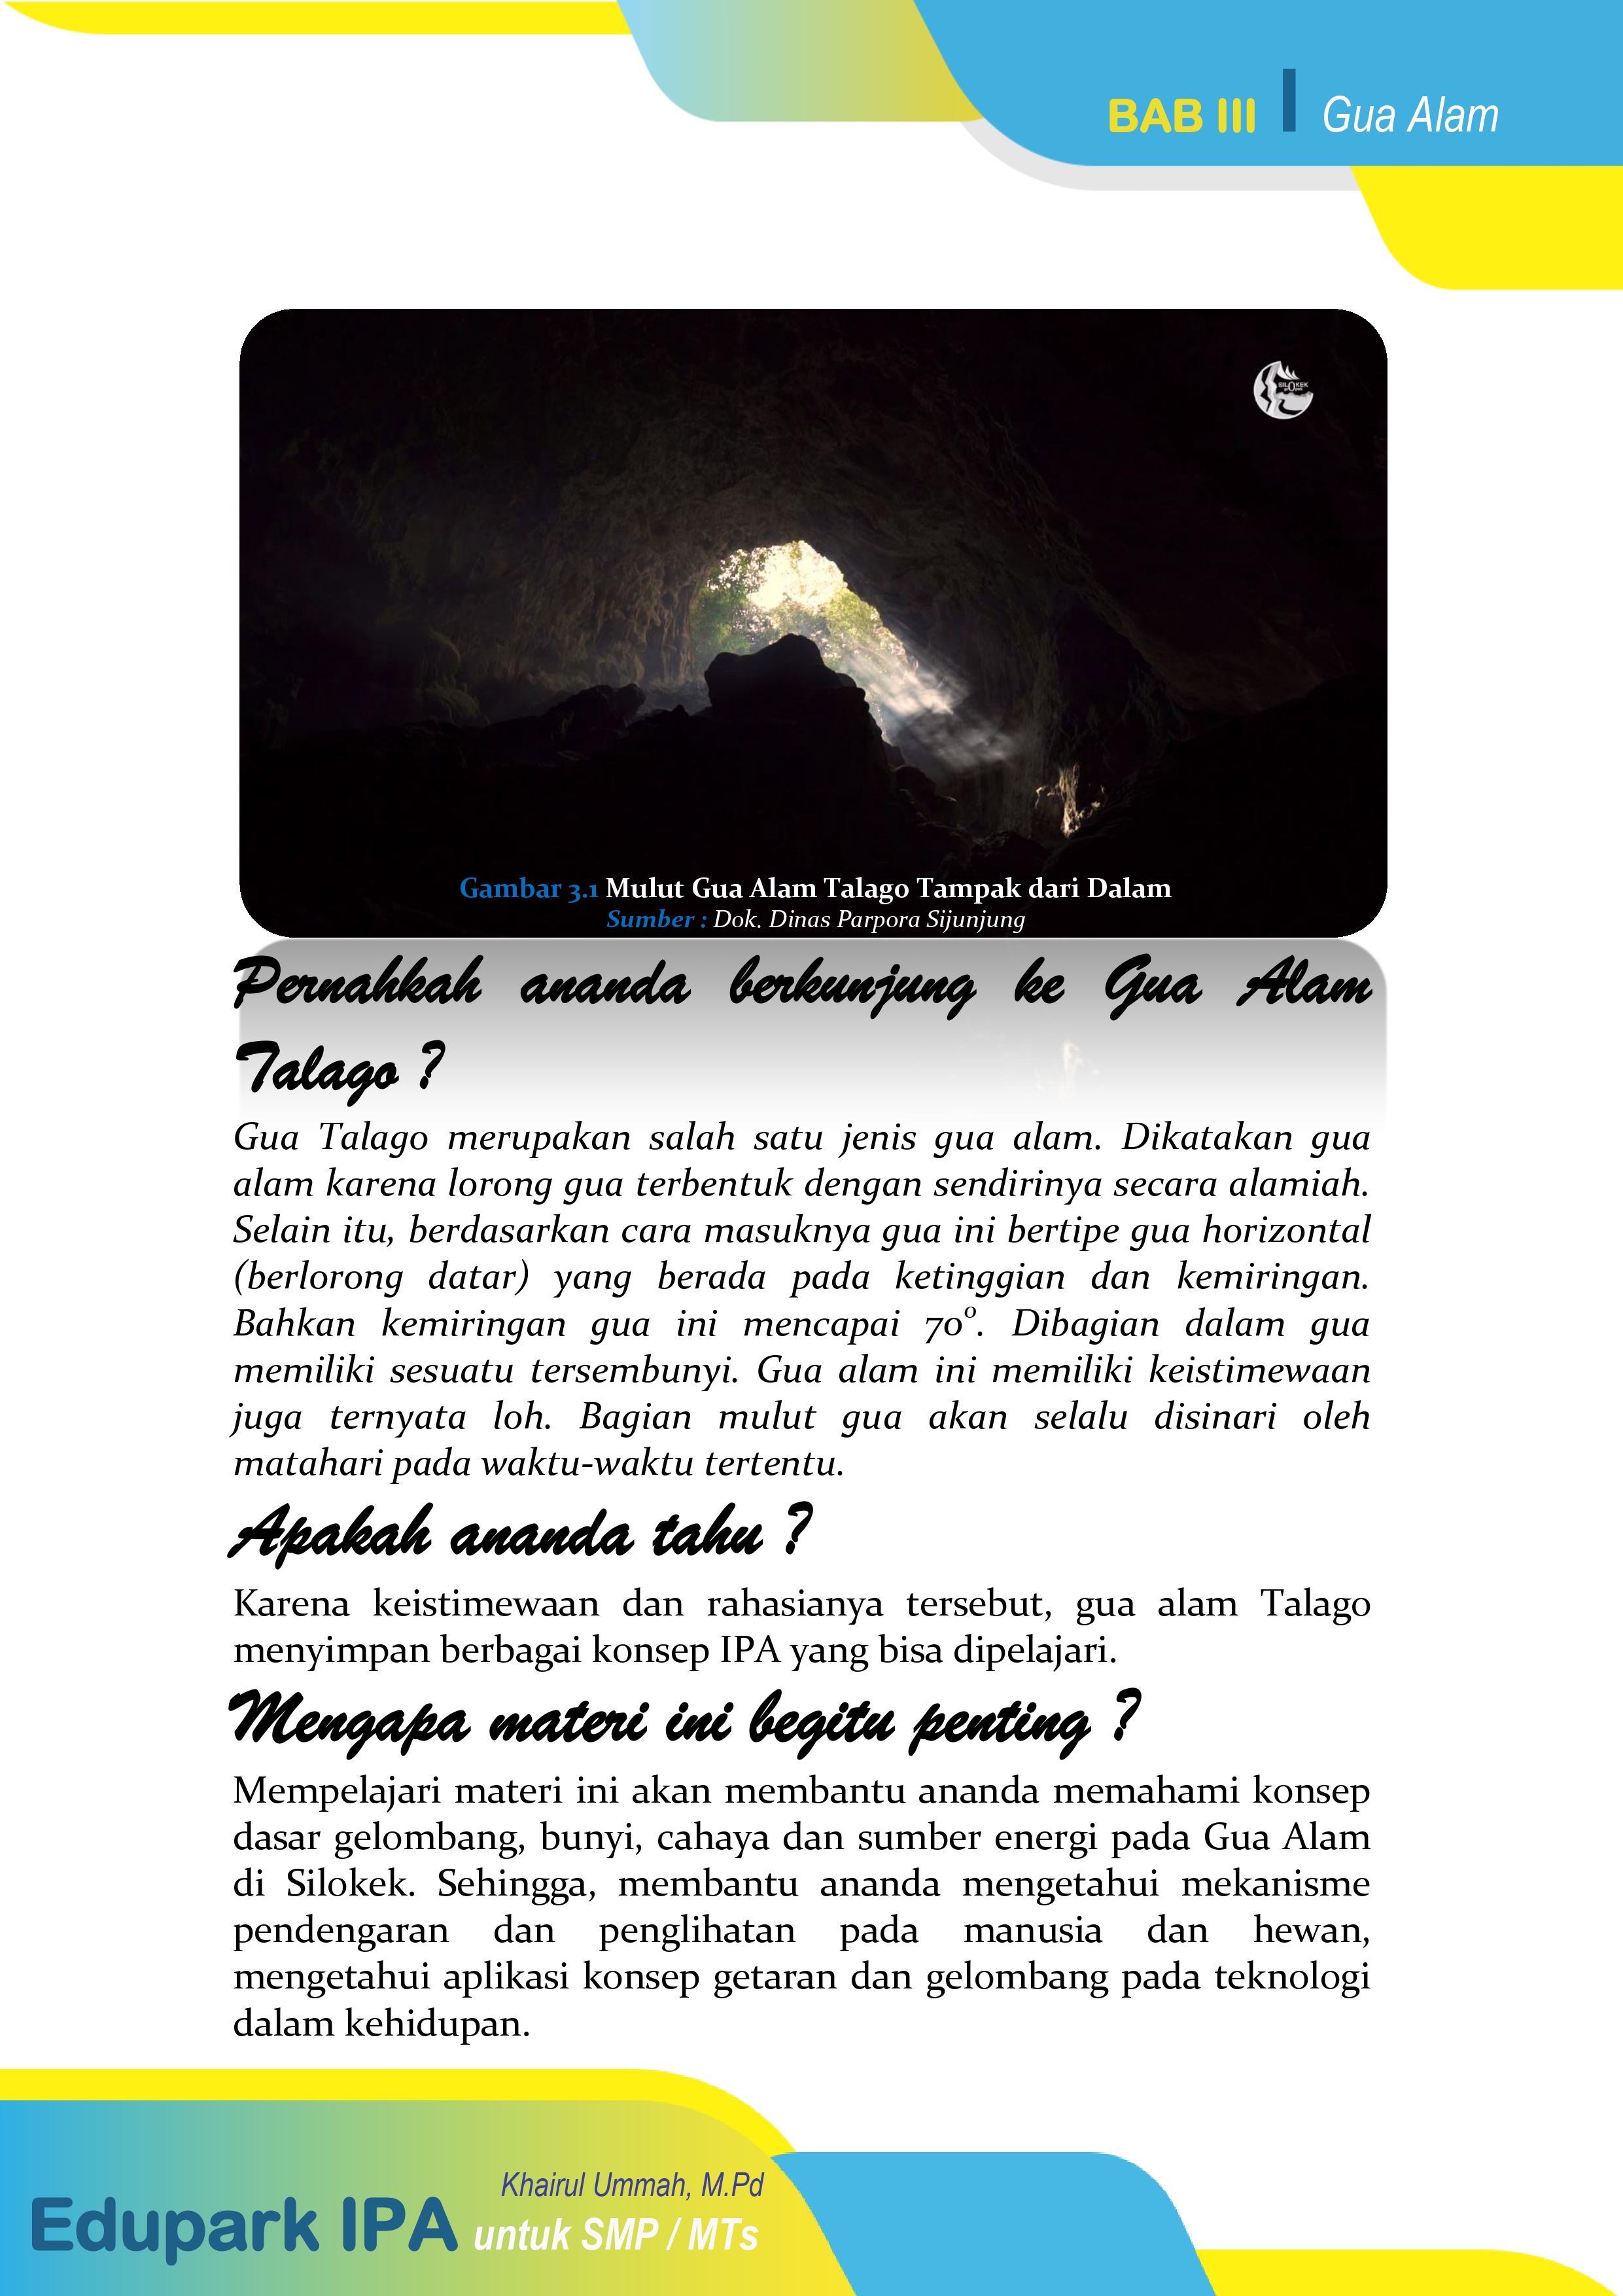 BAB III | Gua Alam
SILOKEK
Gambar 3.1 Mulut Gua Alam Talago Tampak dari Dalam
Sumber : Dok. Dinas Parpora Sijunjung
Pernahkah ananda berkunjung ke Gua Alam
Talago ?
Gua Talago merupakan salah satu jenis gua alam. Dikatakan gua
alam karena lorong gua terbentuk dengan sendirinya secara alamiah.
Selain itu, berdasarkan cara masuknya gua ini bertipe gua horizontal
(berlorong datar) yang berada pada ketinggian dan kemiringan.
Bahkan kemiringan gua ini mencapai 70⁰. Dibagian dalam gua
memiliki sesuatu tersembunyi. Gua alam ini memiliki keistimewaan
juga ternyata loh. Bagian mulut gua akan selalu disinari oleh
matahari pada waktu-waktu tertentu.
Apakah ananda tahu ?
Karena keistimewaan dan rahasianya tersebut, gua alam Talago
menyimpan berbagai konsep IPA yang bisa dipelajari.
Mengapa materi ini begitu penting ?
Mempelajari materi ini akan membantu ananda memahami konsep
dasar gelombang, bunyi, cahaya dan sumber energi pada Gua Alam
di Silokek. Sehingga, membantu ananda mengetahui mekanisme
pendengaran dan penglihatan pada manusia dan hewan,
mengetahui aplikasi konsep getaran dan gelombang pada teknologi
dalam kehidupan.
Khairul Ummah, M.Pd
Edupark IPA untuk SMP / MTs